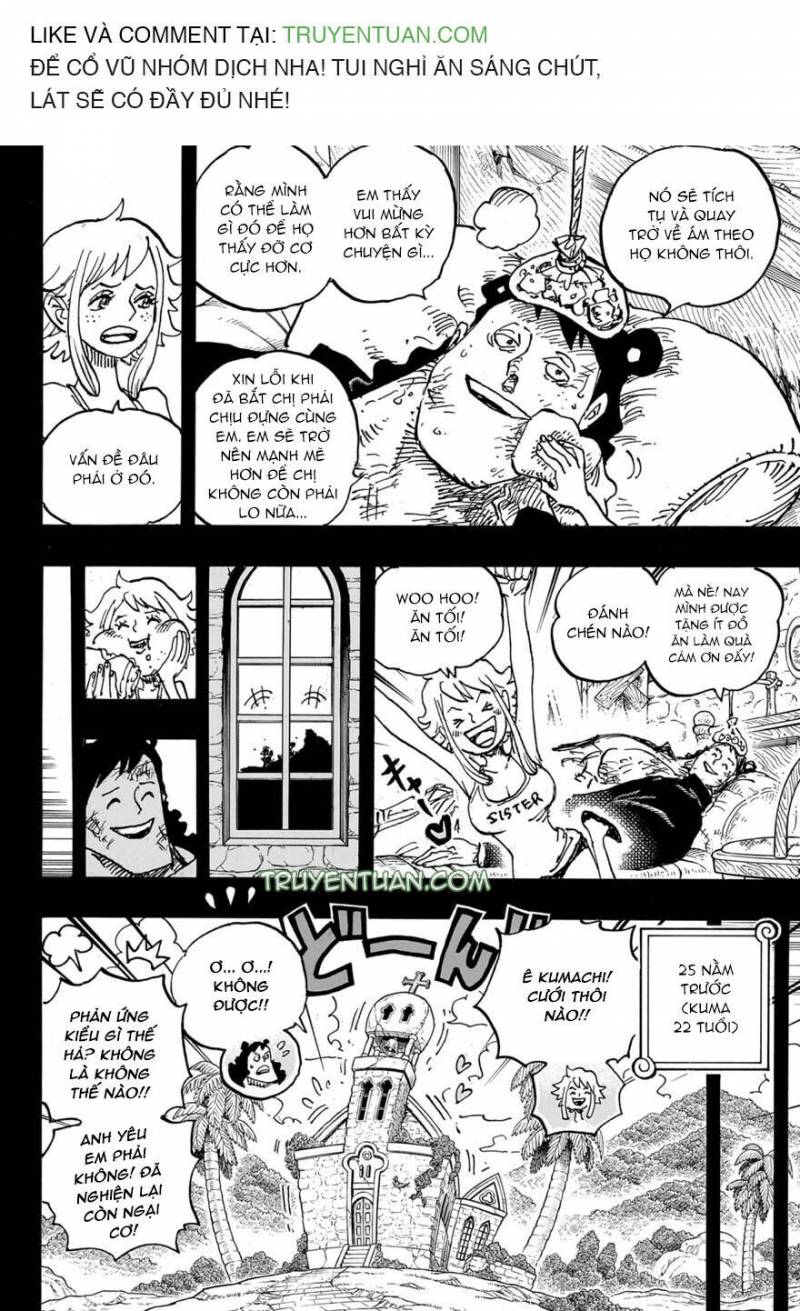 LIKE VÀ COMMENT TẠI: TRUYENTUAN.COM
ĐỂ CỔ VŨ NHÓM DỊCH NHA! TUI NGHỈ ĂN SÁNG CHÚT,
LÁT SẼ CÓ ĐẦY ĐỦ NHÉ!
NÓ SẼ TÍCH
TỤ VÀ QUAY
TRỞ VỀ ÁM THEO
HỌ KHÔNG THÔI.
EM THẤY
VUI MỪNG
HƠN BẤT KỲ
CHUYỆN GÌ...
RẰNG MÌNH
CÓ THỂ LÀM
GÌ ĐÓ ĐỂ HỌ
THẤY ĐỠ CƠ
CỰC HƠN.
XIN LỖI KHI
ĐÃ BẮT CHỊ PHẢI
CHỊU ĐỰNG CÙNG
EM. EM SẼ TRỞ
NÊN MẠNH MẼ
HƠN ĐỂ CHỊ
KHÔNG CÒN PHẢI
LO NỮA...
VẤN ĐỀ ĐÂU
PHẢI Ở ĐÓ.
MÀ NÈ! NAY
MÌNH ĐƯỢC
TẶNG ÍT ĐỒ
ĂN LÀM QUÀ
CẢM ƠN ĐẤY!
ĐÁNH
CHÉN NÀO!
WOO HOO!
ĂN TỐI!
ĂN TỐI!
キャー
SISTER
TRUYENTUAN.COM
25 NĂM
TRƯỚC
(KUMA
22 TUỔI)
どーん!!
Ê KUMACHI!
CƯỚI THÔI
NÀO!!
Ơ... Ơ...!
KHÔNG
ĐƯỢC!!
PHẢN ỨNG
KIỂU GÌ THẾ
HẢ? KHÔNG
LÀ KHÔNG
THẾ NÀO!!
ANH YÊU
EM PHẢI
KHÔNG! ĐÃ
NGHIỆN LẠI
CÒN NGẠI
CƠ!
TRUYENTUAN.COM